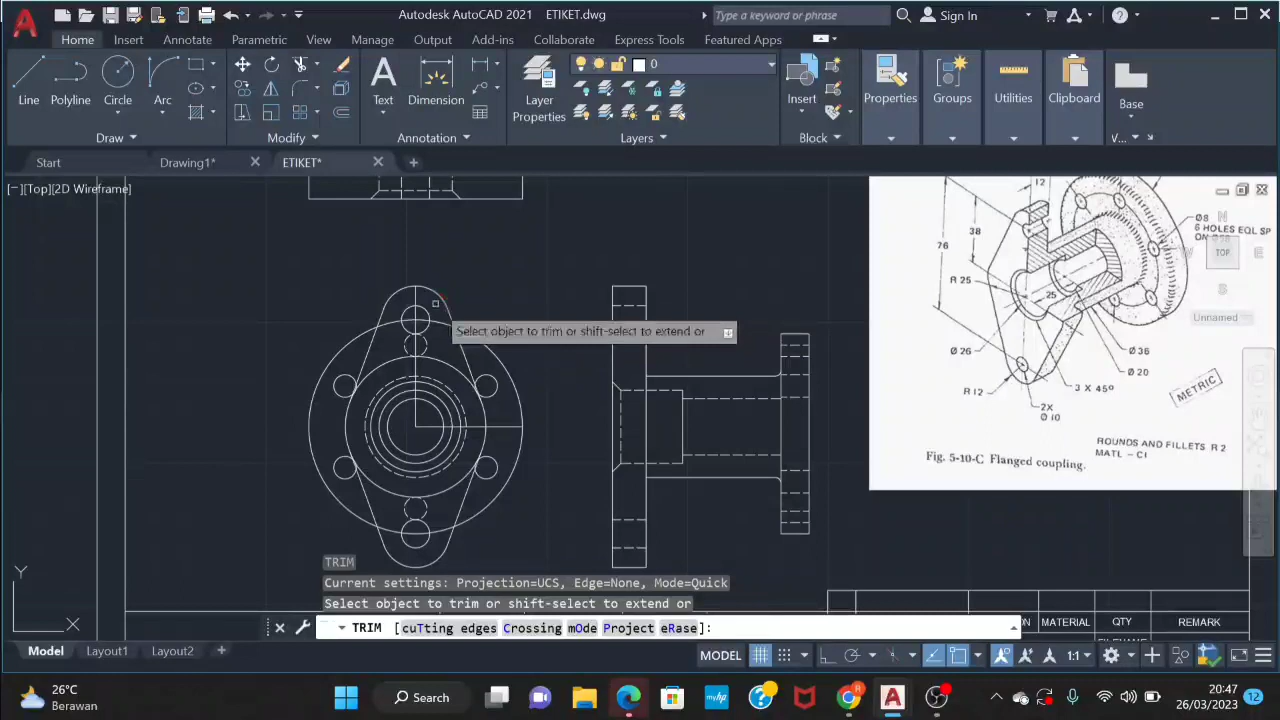 Autodesk AutoCAD 2021 ETIKET.dwg
Type a keyword or phrase
Sign In
Home Insert Annotate Parametric View Manage Output Add-ins Collaborate Express Tools Featured Apps
0
Line Polyline Circle Arc
Text Dimension
Layer
Properties
Insert
Properties Groups Utilities Clipboard Base
Draw Modify Annotation Layers Block V...
Start Drawing1* ETIKET*
[−][Top][2D Wireframe]
12
38
76
R 25
25
Ø 26
R 12
2X
Ø 10
3 X 45°
Ø 20
Ø 36
Ø8
6 HOLES EQL SP
METRIC
ROUNDS AND FILLETS R 2
MATL - CI
Fig. 5-10-C Flanged coupling.
N
W TOP E
S
Unnamed
Select object to trim or shift-select to extend or
TRIM
Current settings: Projection=UCS, Edge=None, Mode=Quick
Select object to trim or shift-select to extend or
TRIM [cuTting edges Crossing mOde Project eRase]:
Y
X
MATERIAL QTY REMARK
Model Layout1 Layout2
MODEL 1:1
26°C
Berawan
Search
20:47
26/03/2023
12